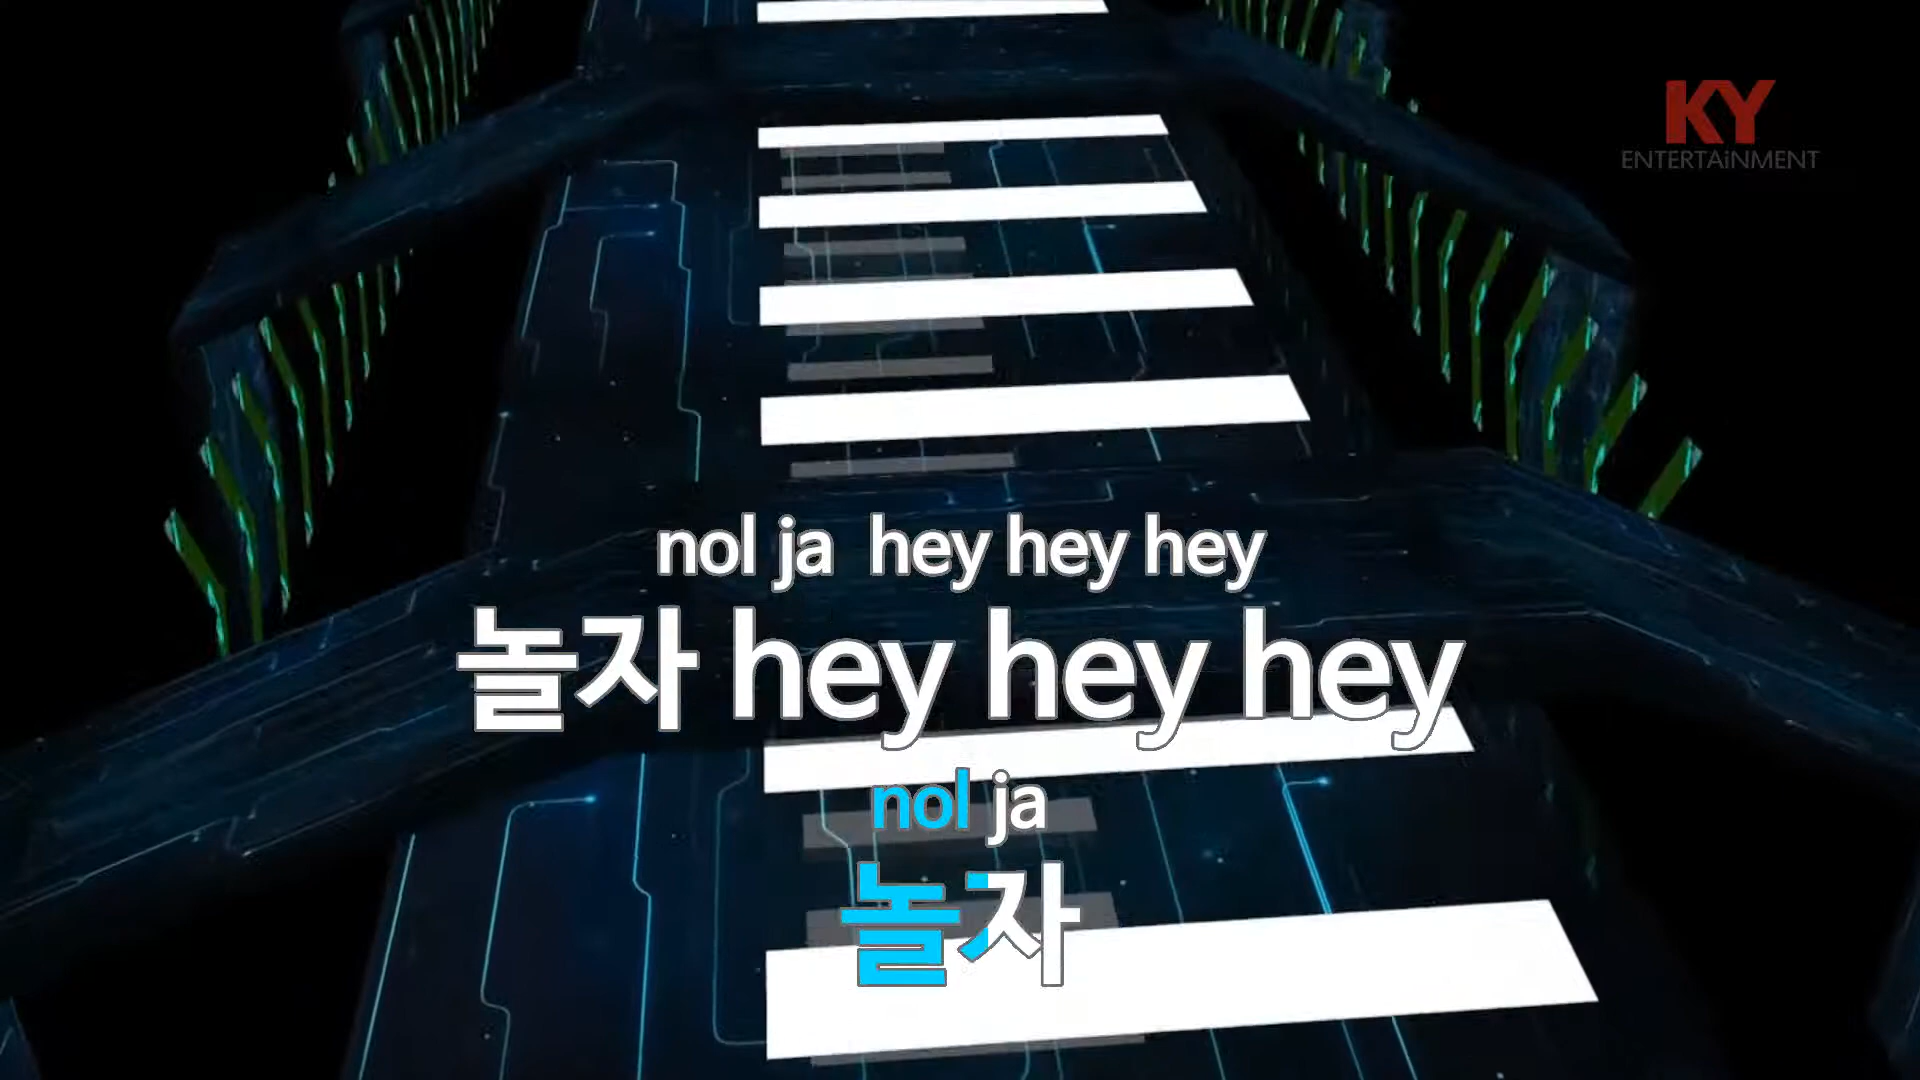 KY
ENTERTAiNMENT
nol ja hey hey hey
놀자 hey hey hey
nol ja
놀자